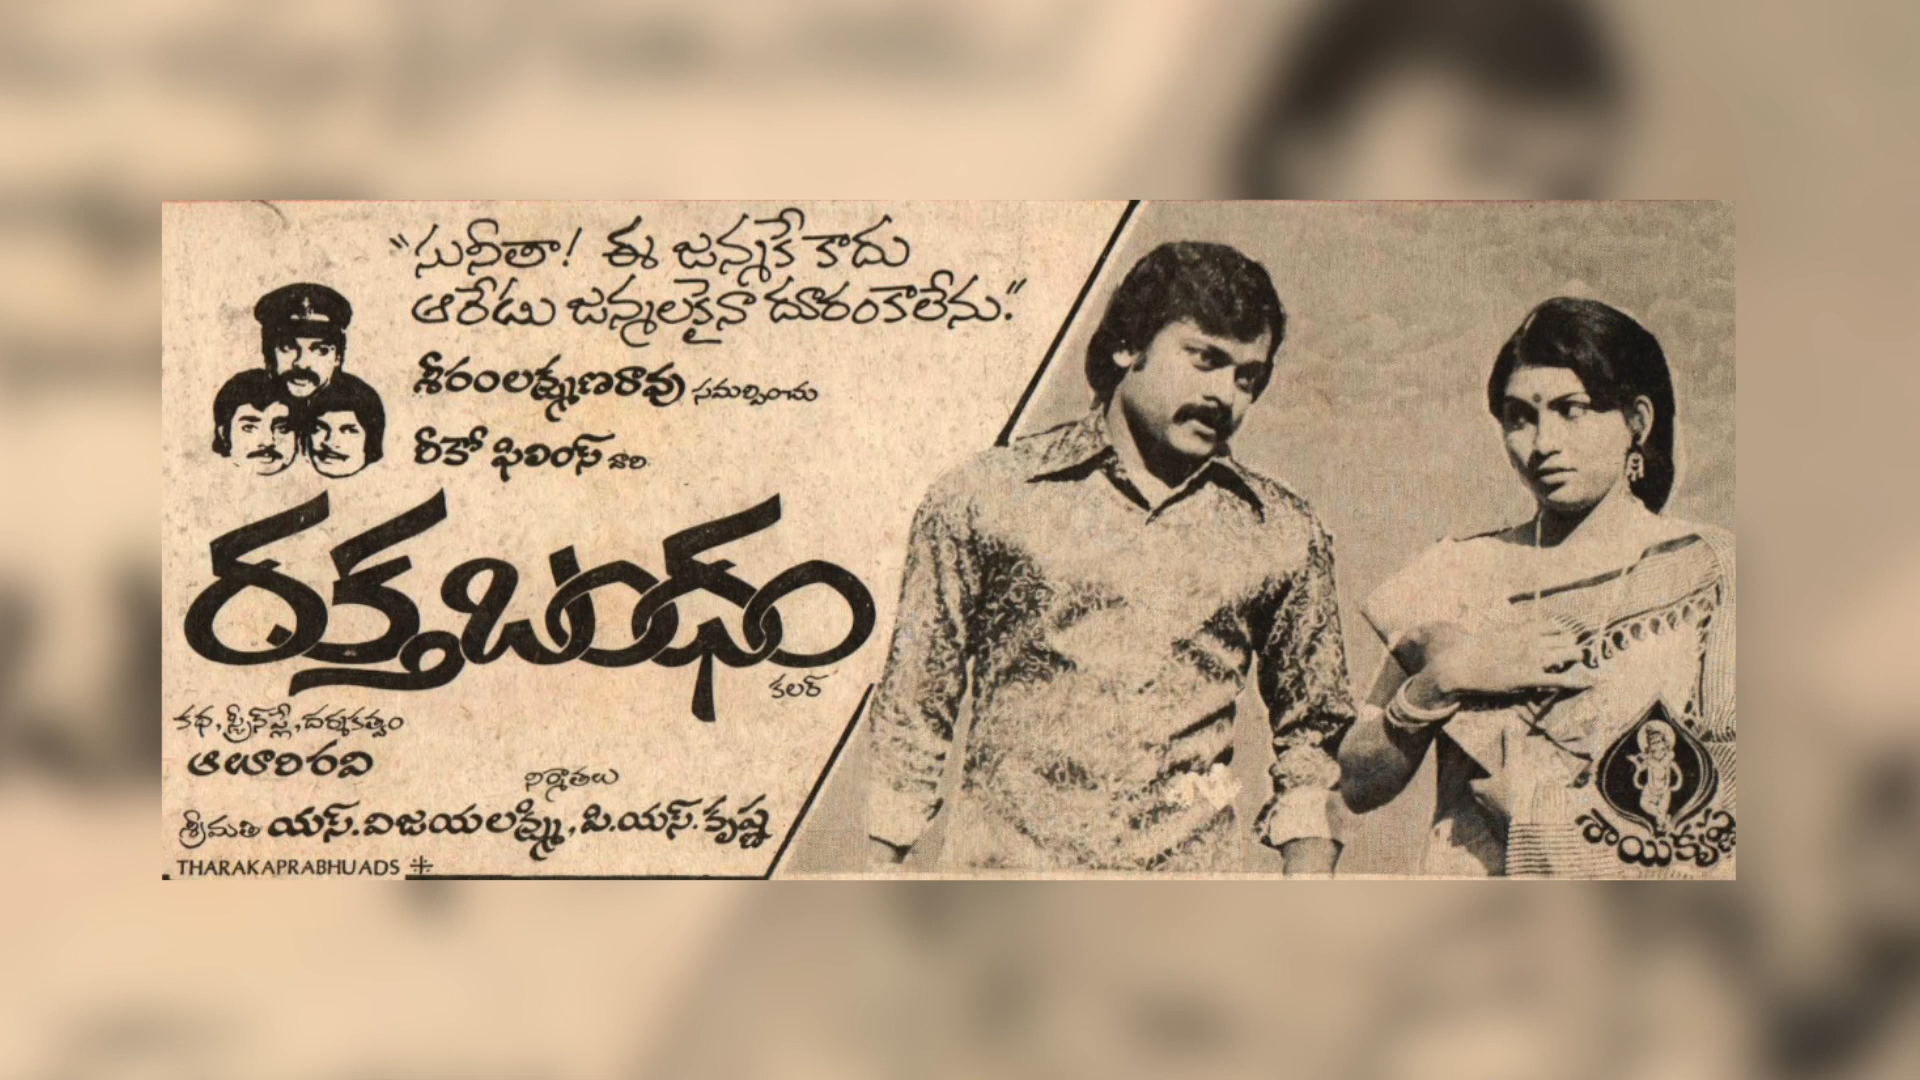 "సునీతా! ఈ జన్మకే కాదు
ఆరేడు జన్మలకైనా దూరంకాలేను."
శ్రీరంలక్ష్మణరావు సమర్పించు
రీకో ఫిలింస్ వారి
రక్తబంధం
కలర్
కథ, స్క్రీన్‌ప్లే, దర్శకత్వం
ఆలూరిరవి
నిర్మాతలు
శ్రీమతి యస్.విజయలక్ష్మి, పి.యస్.కృష్ణ
THARAKAPRABHUADS
సాయికృష్ణా